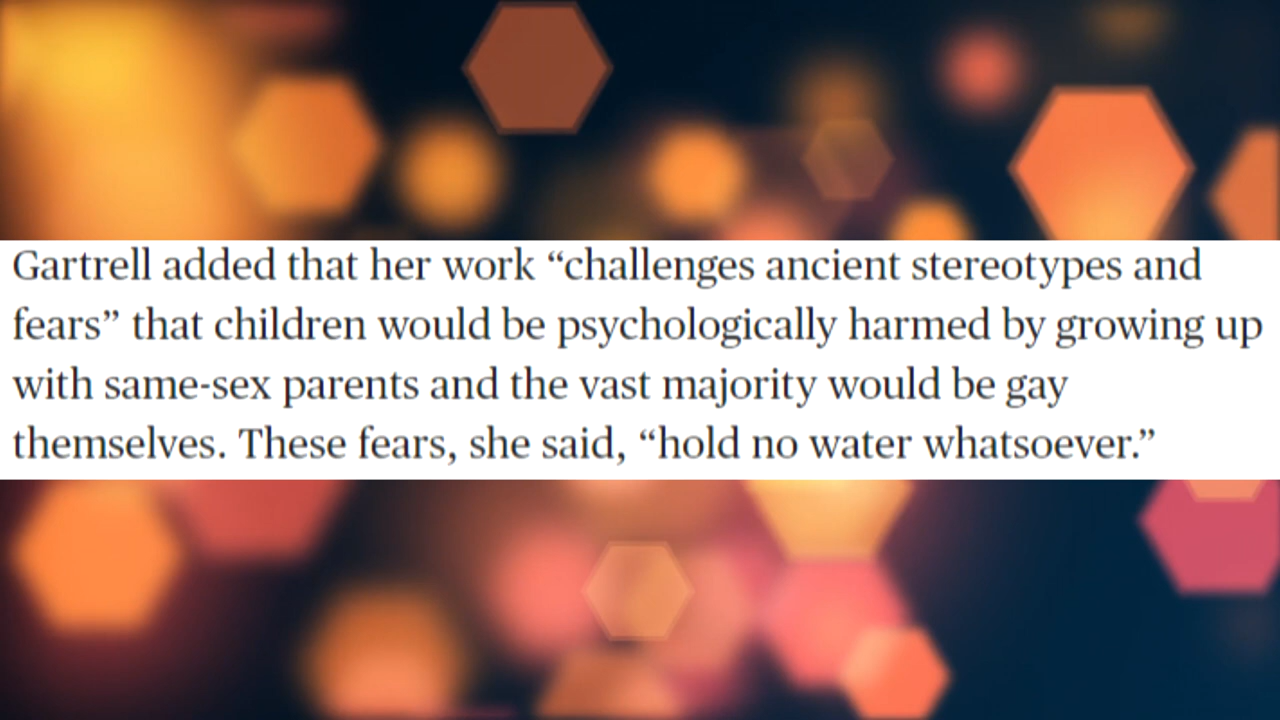 Gartrell added that her work “challenges ancient stereotypes and
fears” that children would be psychologically harmed by growing up
with same-sex parents and the vast majority would be gay
themselves. These fears, she said, “hold no water whatsoever.”